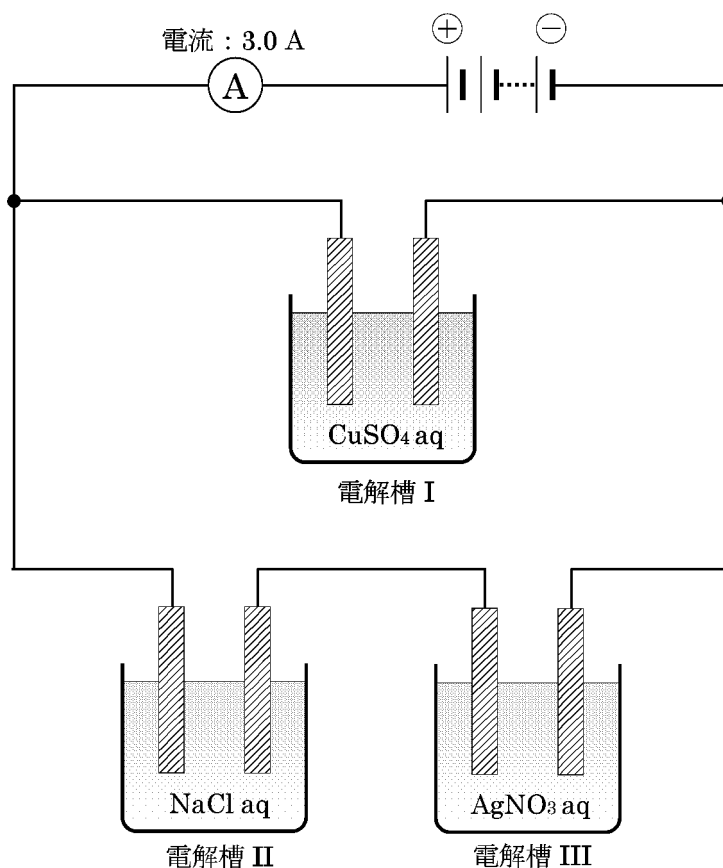 電流：3.0 A
⊕ ⊖
A
CuSO₄ aq
電解槽 I
NaCl aq
AgNO₃ aq
電解槽 II
電解槽 III